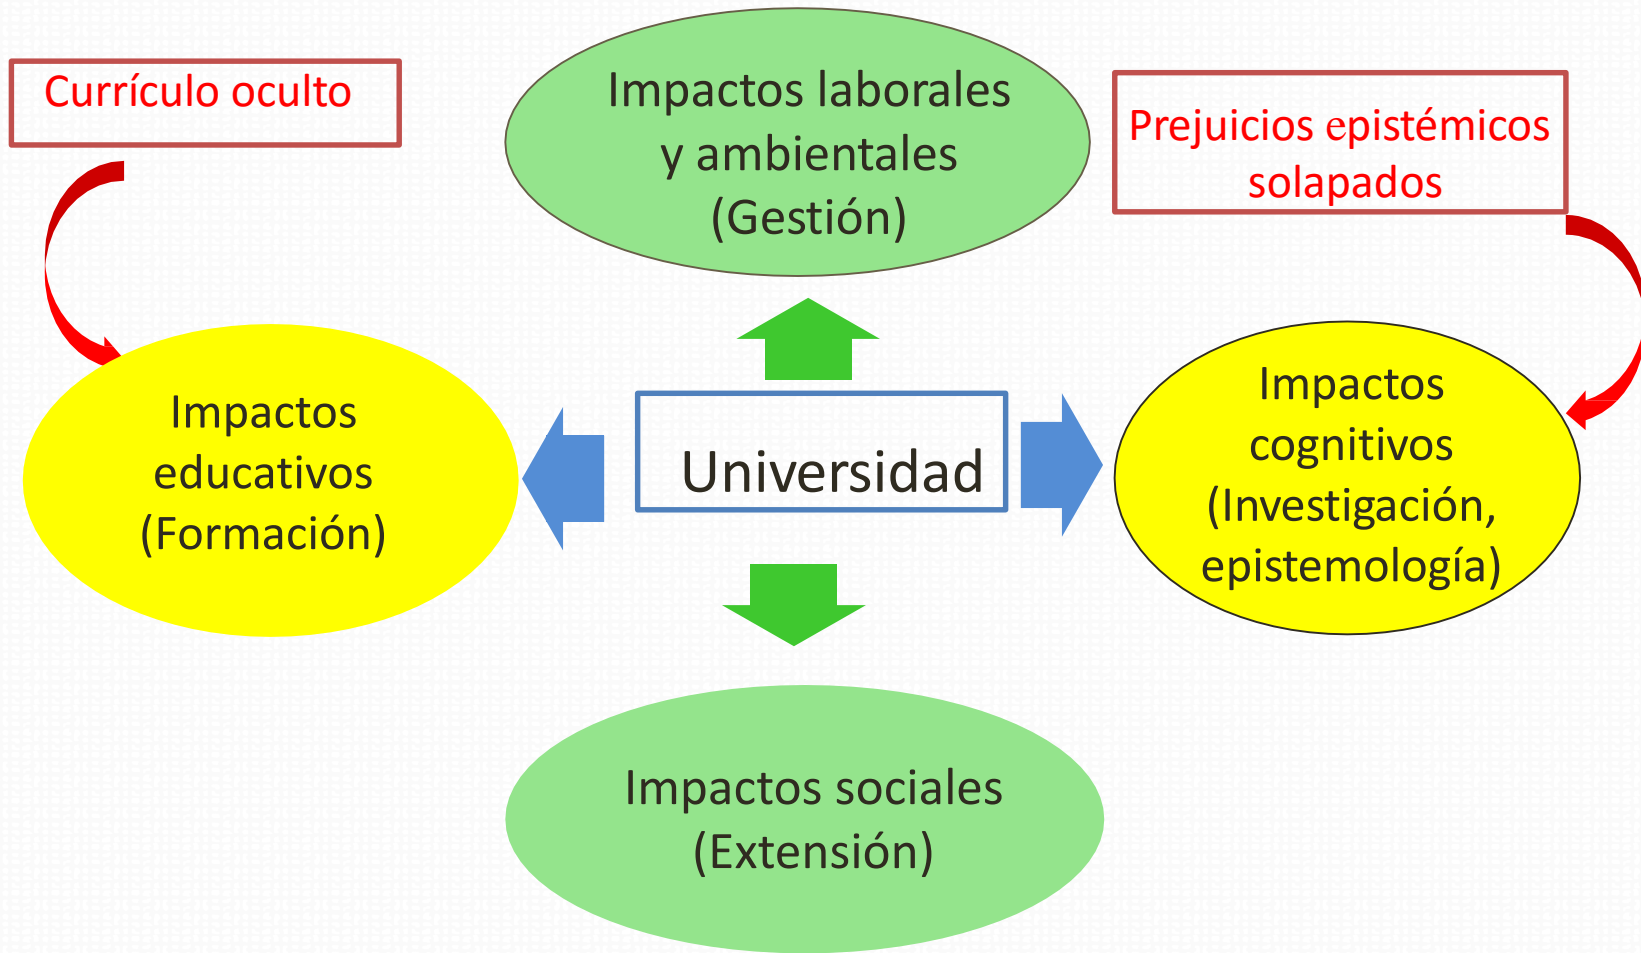 Currículo oculto
Impactos laborales
y ambientales
(Gestión)
Prejuicios epistémicos
solapados
Impactos
educativos
(Formación)
Universidad
Impactos
cognitivos
(Investigación,
epistemología)
Impactos sociales
(Extensión)